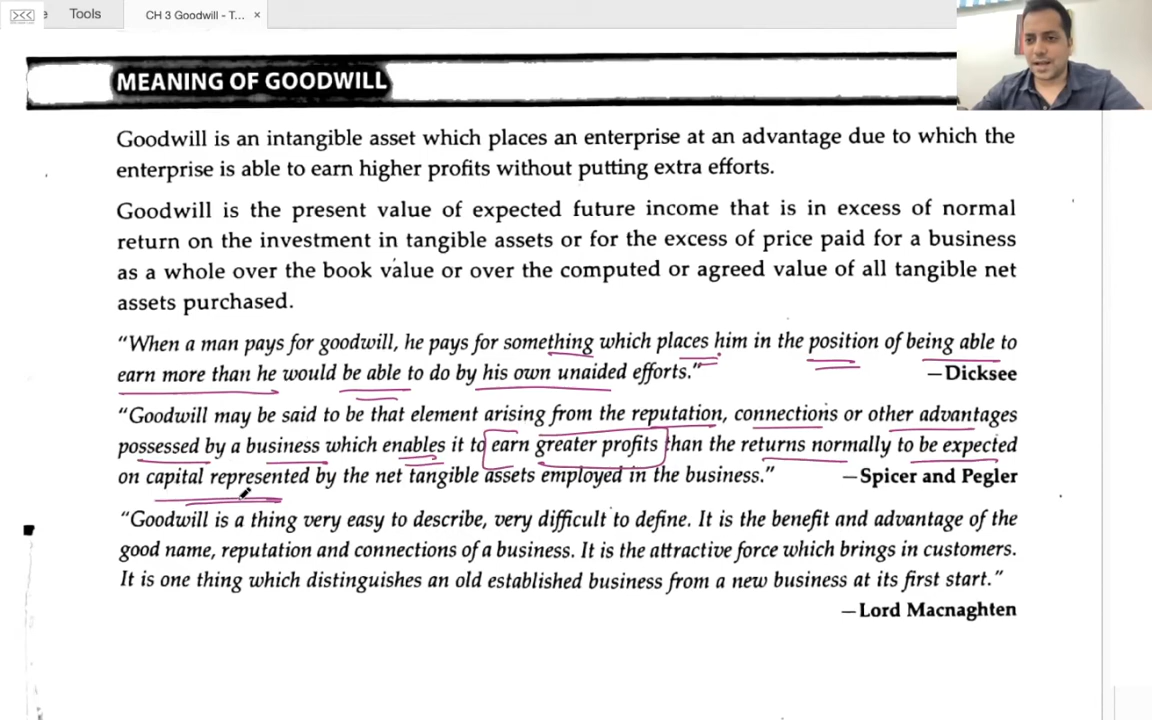 Tools
CH 3 Goodwill - T... ×
MEANING OF GOODWILL
Goodwill is an intangible asset which places an enterprise at an advantage due to which the
enterprise is able to earn higher profits without putting extra efforts.
Goodwill is the present value of expected future income that is in excess of normal
return on the investment in tangible assets or for the excess of price paid for a business
as a whole over the book value or over the computed or agreed value of all tangible net
assets purchased.
“When a man pays for goodwill, he pays for something which places him in the position of being able to
earn more than he would be able to do by his own unaided efforts.” —Dicksee
“Goodwill may be said to be that element arising from the reputation, connections or other advantages
possessed by a business which enables it to earn greater profits than the returns normally to be expected
on capital represented by the net tangible assets employed in the business.” —Spicer and Pegler
“Goodwill is a thing very easy to describe, very difficult to define. It is the benefit and advantage of the
good name, reputation and connections of a business. It is the attractive force which brings in customers.
It is one thing which distinguishes an old established business from a new business at its first start.”
—Lord Macnaghten